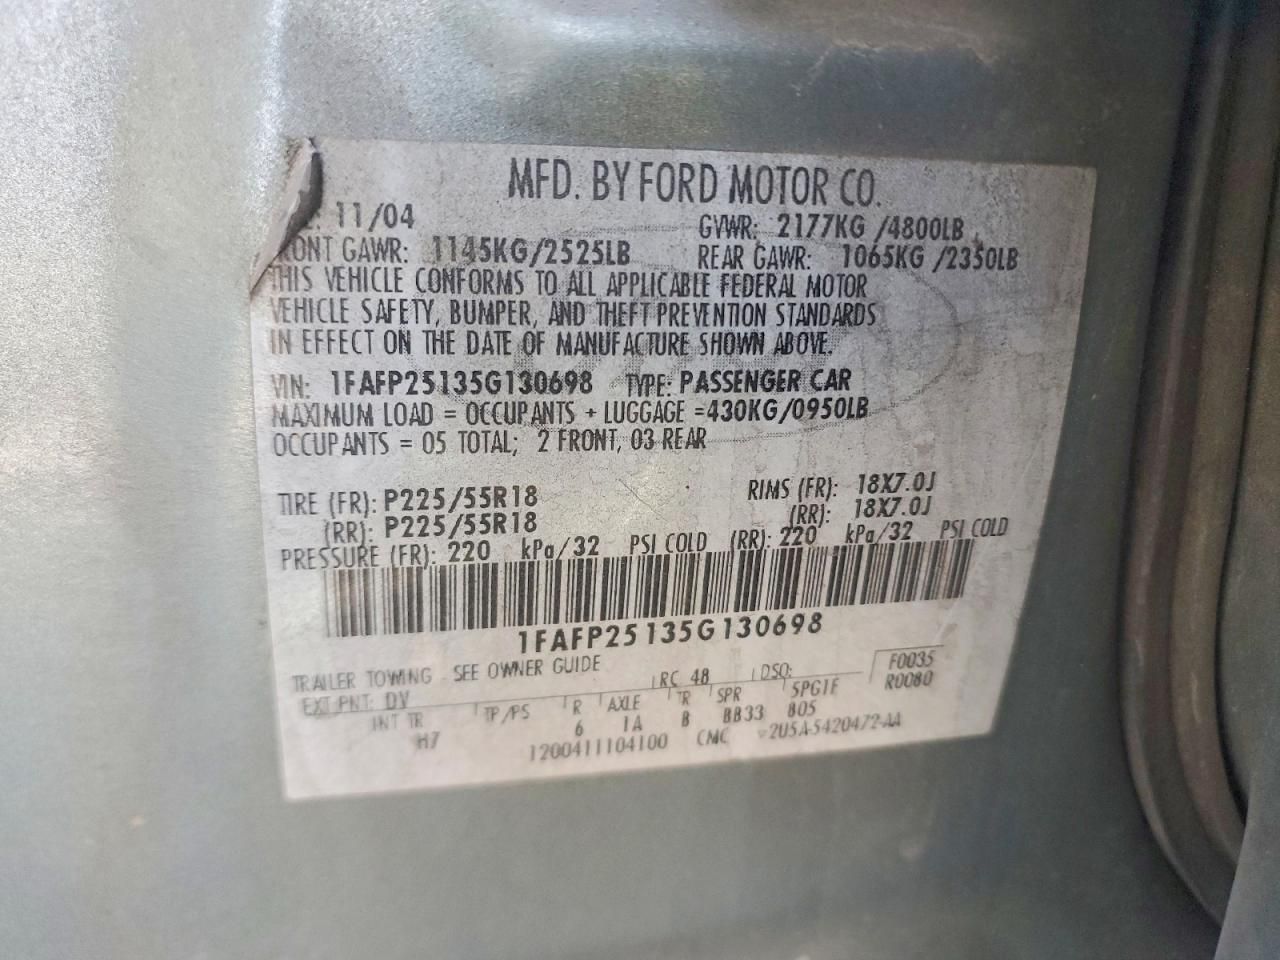 MFD. BY FORD MOTOR CO.
: 11/04 GVWR: 2177KG /4800LB
RONT GAWR: 1145KG/2525LB REAR GAWR: 1065KG /2350LB
THIS VEHICLE CONFORMS TO ALL APPLICABLE FEDERAL MOTOR
VEHICLE SAFETY, BUMPER, AND THEFT PREVENTION STANDARDS
IN EFFECT ON THE DATE OF MANUFACTURE SHOWN ABOVE.
VIN: 1FAFP25135G130698 TYPE: PASSENGER CAR
MAXIMUM LOAD = OCCUPANTS + LUGGAGE =430KG/0950LB
OCCUPANTS = 05 TOTAL; 2 FRONT, 03 REAR
TIRE (FR): P225/55R18 RIMS (FR): 18X7.0J
(RR): P225/55R18 (RR): 18X7.0J
PRESSURE (FR): 220 kPa/32 PSI COLD (RR): 220 kPa/32 PSI COLD
1FAFP25135G130698
TRAILER TOWING - SEE OWNER GUIDE
EXT PNT: DV RC 48 DSO: F0035
INT TR TP/PS R AXLE TR SPR 5PG1F R0080
H7 6 1A B BB33 805
1200411104100 CMC 2U5A-5420472-AA